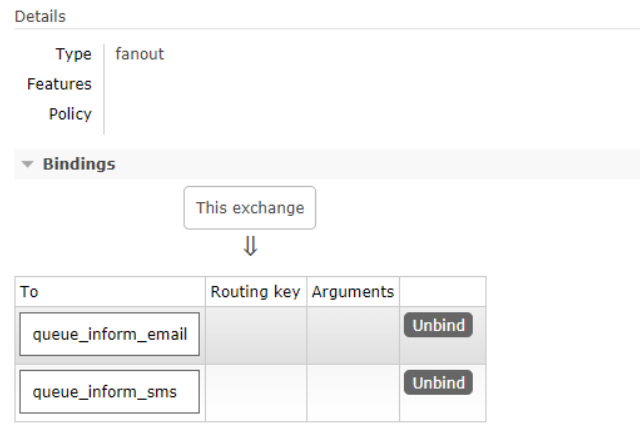 Details
Type fanout
Features
Policy
Bindings
This exchange
To Routing key Arguments
queue_inform_email Unbind
queue_inform_sms Unbind